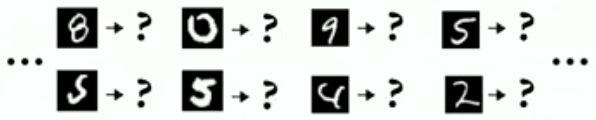 ... 8 → ? 0 → ? 9 → ? 5 → ? ...
5 → ? 5 → ? 4 → ? 2 → ?